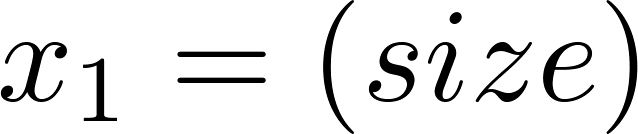 x₁ = (size)